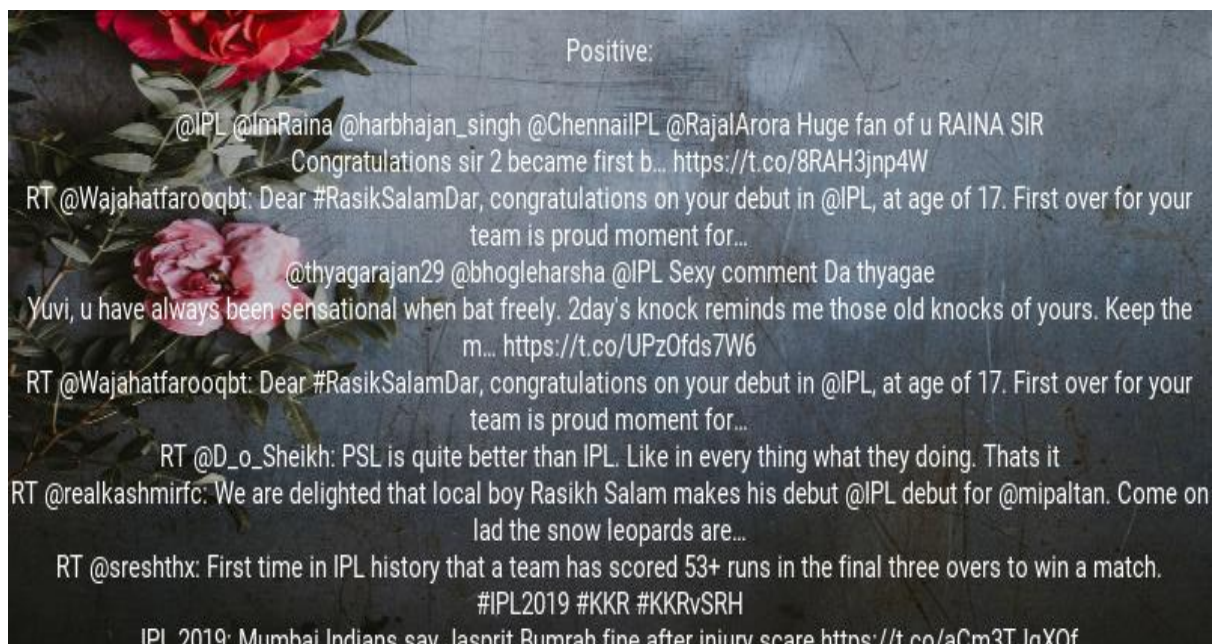 Positive:
@IPL @ImRaina @harbhajan_singh @ChennaiIPL @RajalArora Huge fan of u RAINA SIR
Congratulations sir 2 became first b... https://t.co/8RAH3jnp4W
RT @Wajahatfarooqbt: Dear #RasikSalamDar, congratulations on your debut in @IPL, at age of 17. First over for your
team is proud moment for...
@thyagarajan29 @bhogleharsha @IPL Sexy comment Da thyagae
Yuvi, u have always been sensational when bat freely. 2day's knock reminds me those old knocks of yours. Keep the
m... https://t.co/UPzOfds7W6
RT @Wajahatfarooqbt: Dear #RasikSalamDar, congratulations on your debut in @IPL, at age of 17. First over for your
team is proud moment for...
RT @D_o_Sheikh: PSL is quite better than IPL. Like in every thing what they doing. Thats it
RT @realkashmirfc: We are delighted that local boy Rasikh Salam makes his debut @IPL debut for @mipaltan. Come on
lad the snow leopards are...
RT @sreshthx: First time in IPL history that a team has scored 53+ runs in the final three overs to win a match.
#IPL2019 #KKR #KKRvSRH
IPL 2019: Mumbai Indians say Jasprit Bumrah fine after injury scare